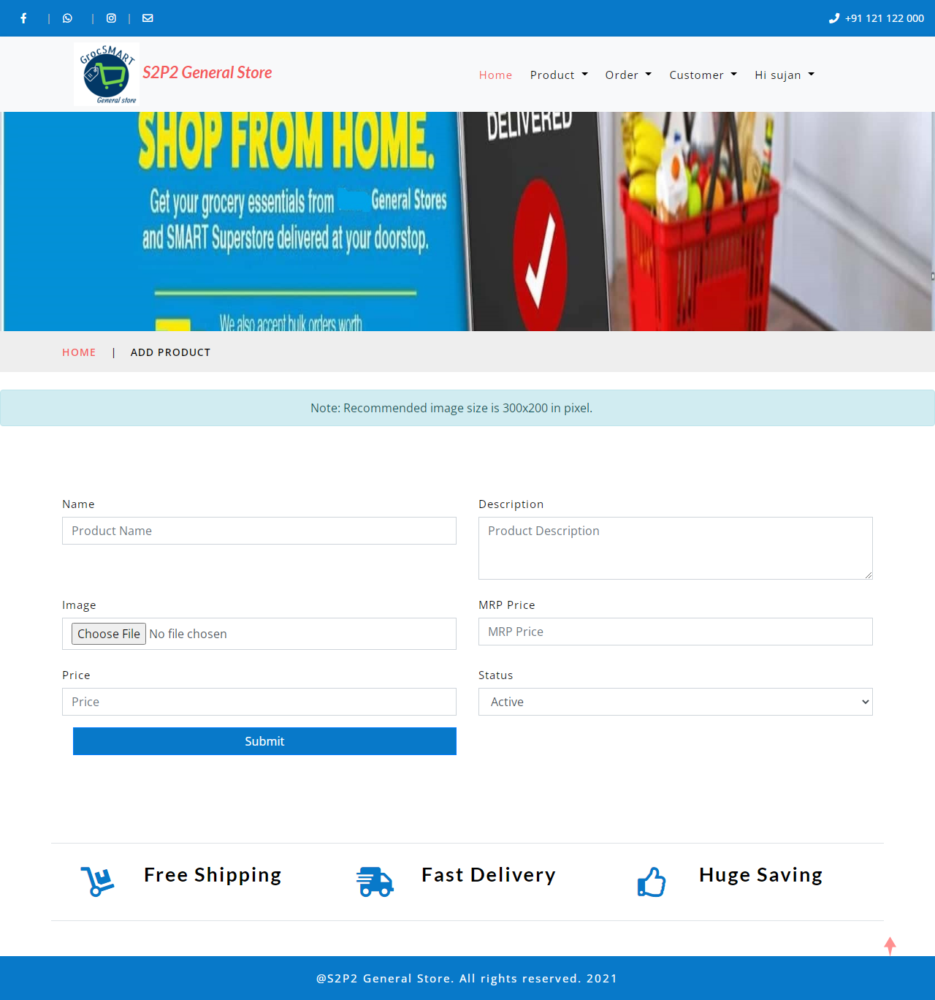 | | |
+91 121 122 000
GrocSMART
General store
S2P2 General Store
Home Product Order Customer Hi sujan
SHOP FROM HOME.
DELIVERED
Get your grocery essentials from General Stores
and SMART Superstore delivered at your doorstop.
We also accept bulk orders worth
HOME | ADD PRODUCT
Note: Recommended image size is 300x200 in pixel.
Name
Description
Product Name
Product Description
Image
MRP Price
Choose File No file chosen
MRP Price
Price
Status
Price
Active
Submit
Free Shipping
Fast Delivery
Huge Saving
@S2P2 General Store. All rights reserved. 2021